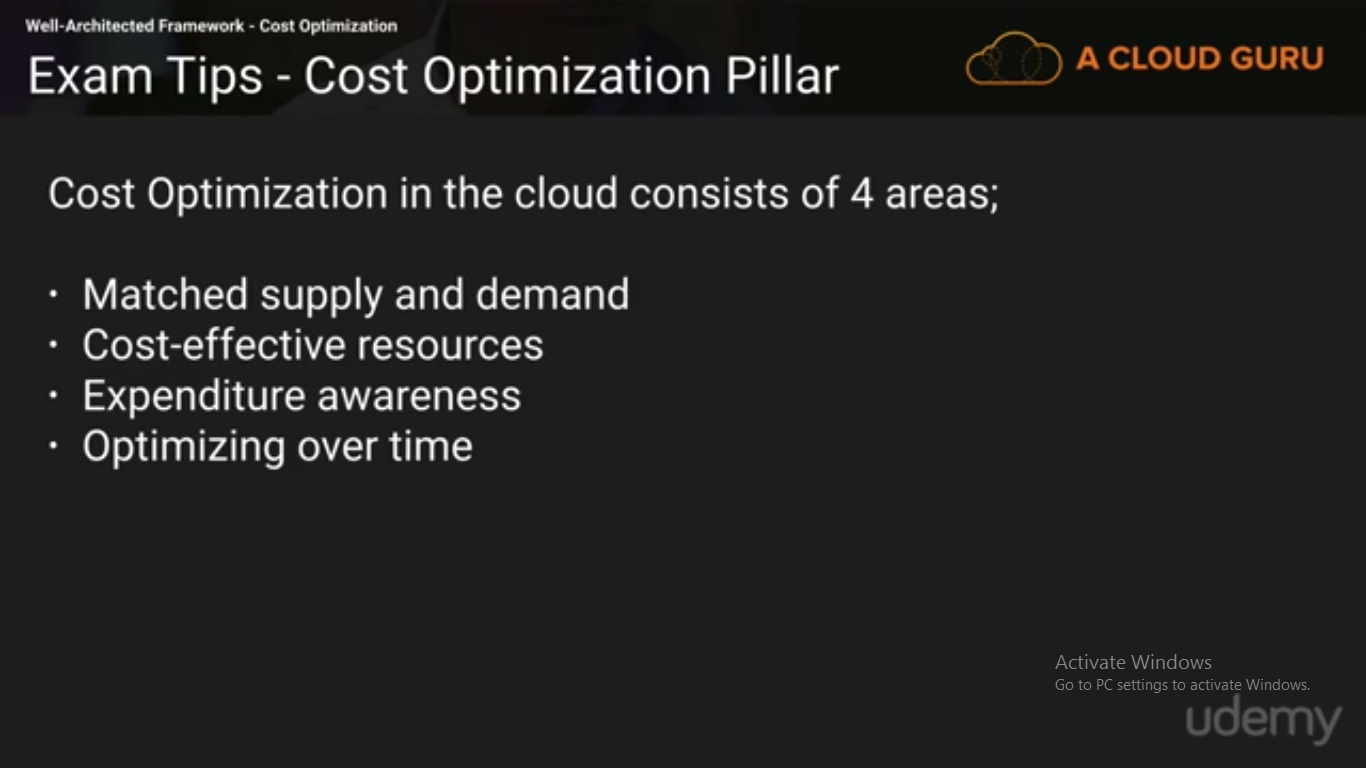 Well-Architected Framework - Cost Optimization
Exam Tips - Cost Optimization Pillar
A CLOUD GURU
Cost Optimization in the cloud consists of 4 areas;
· Matched supply and demand
· Cost-effective resources
· Expenditure awareness
· Optimizing over time
Activate Windows
Go to PC settings to activate Windows.
udemy